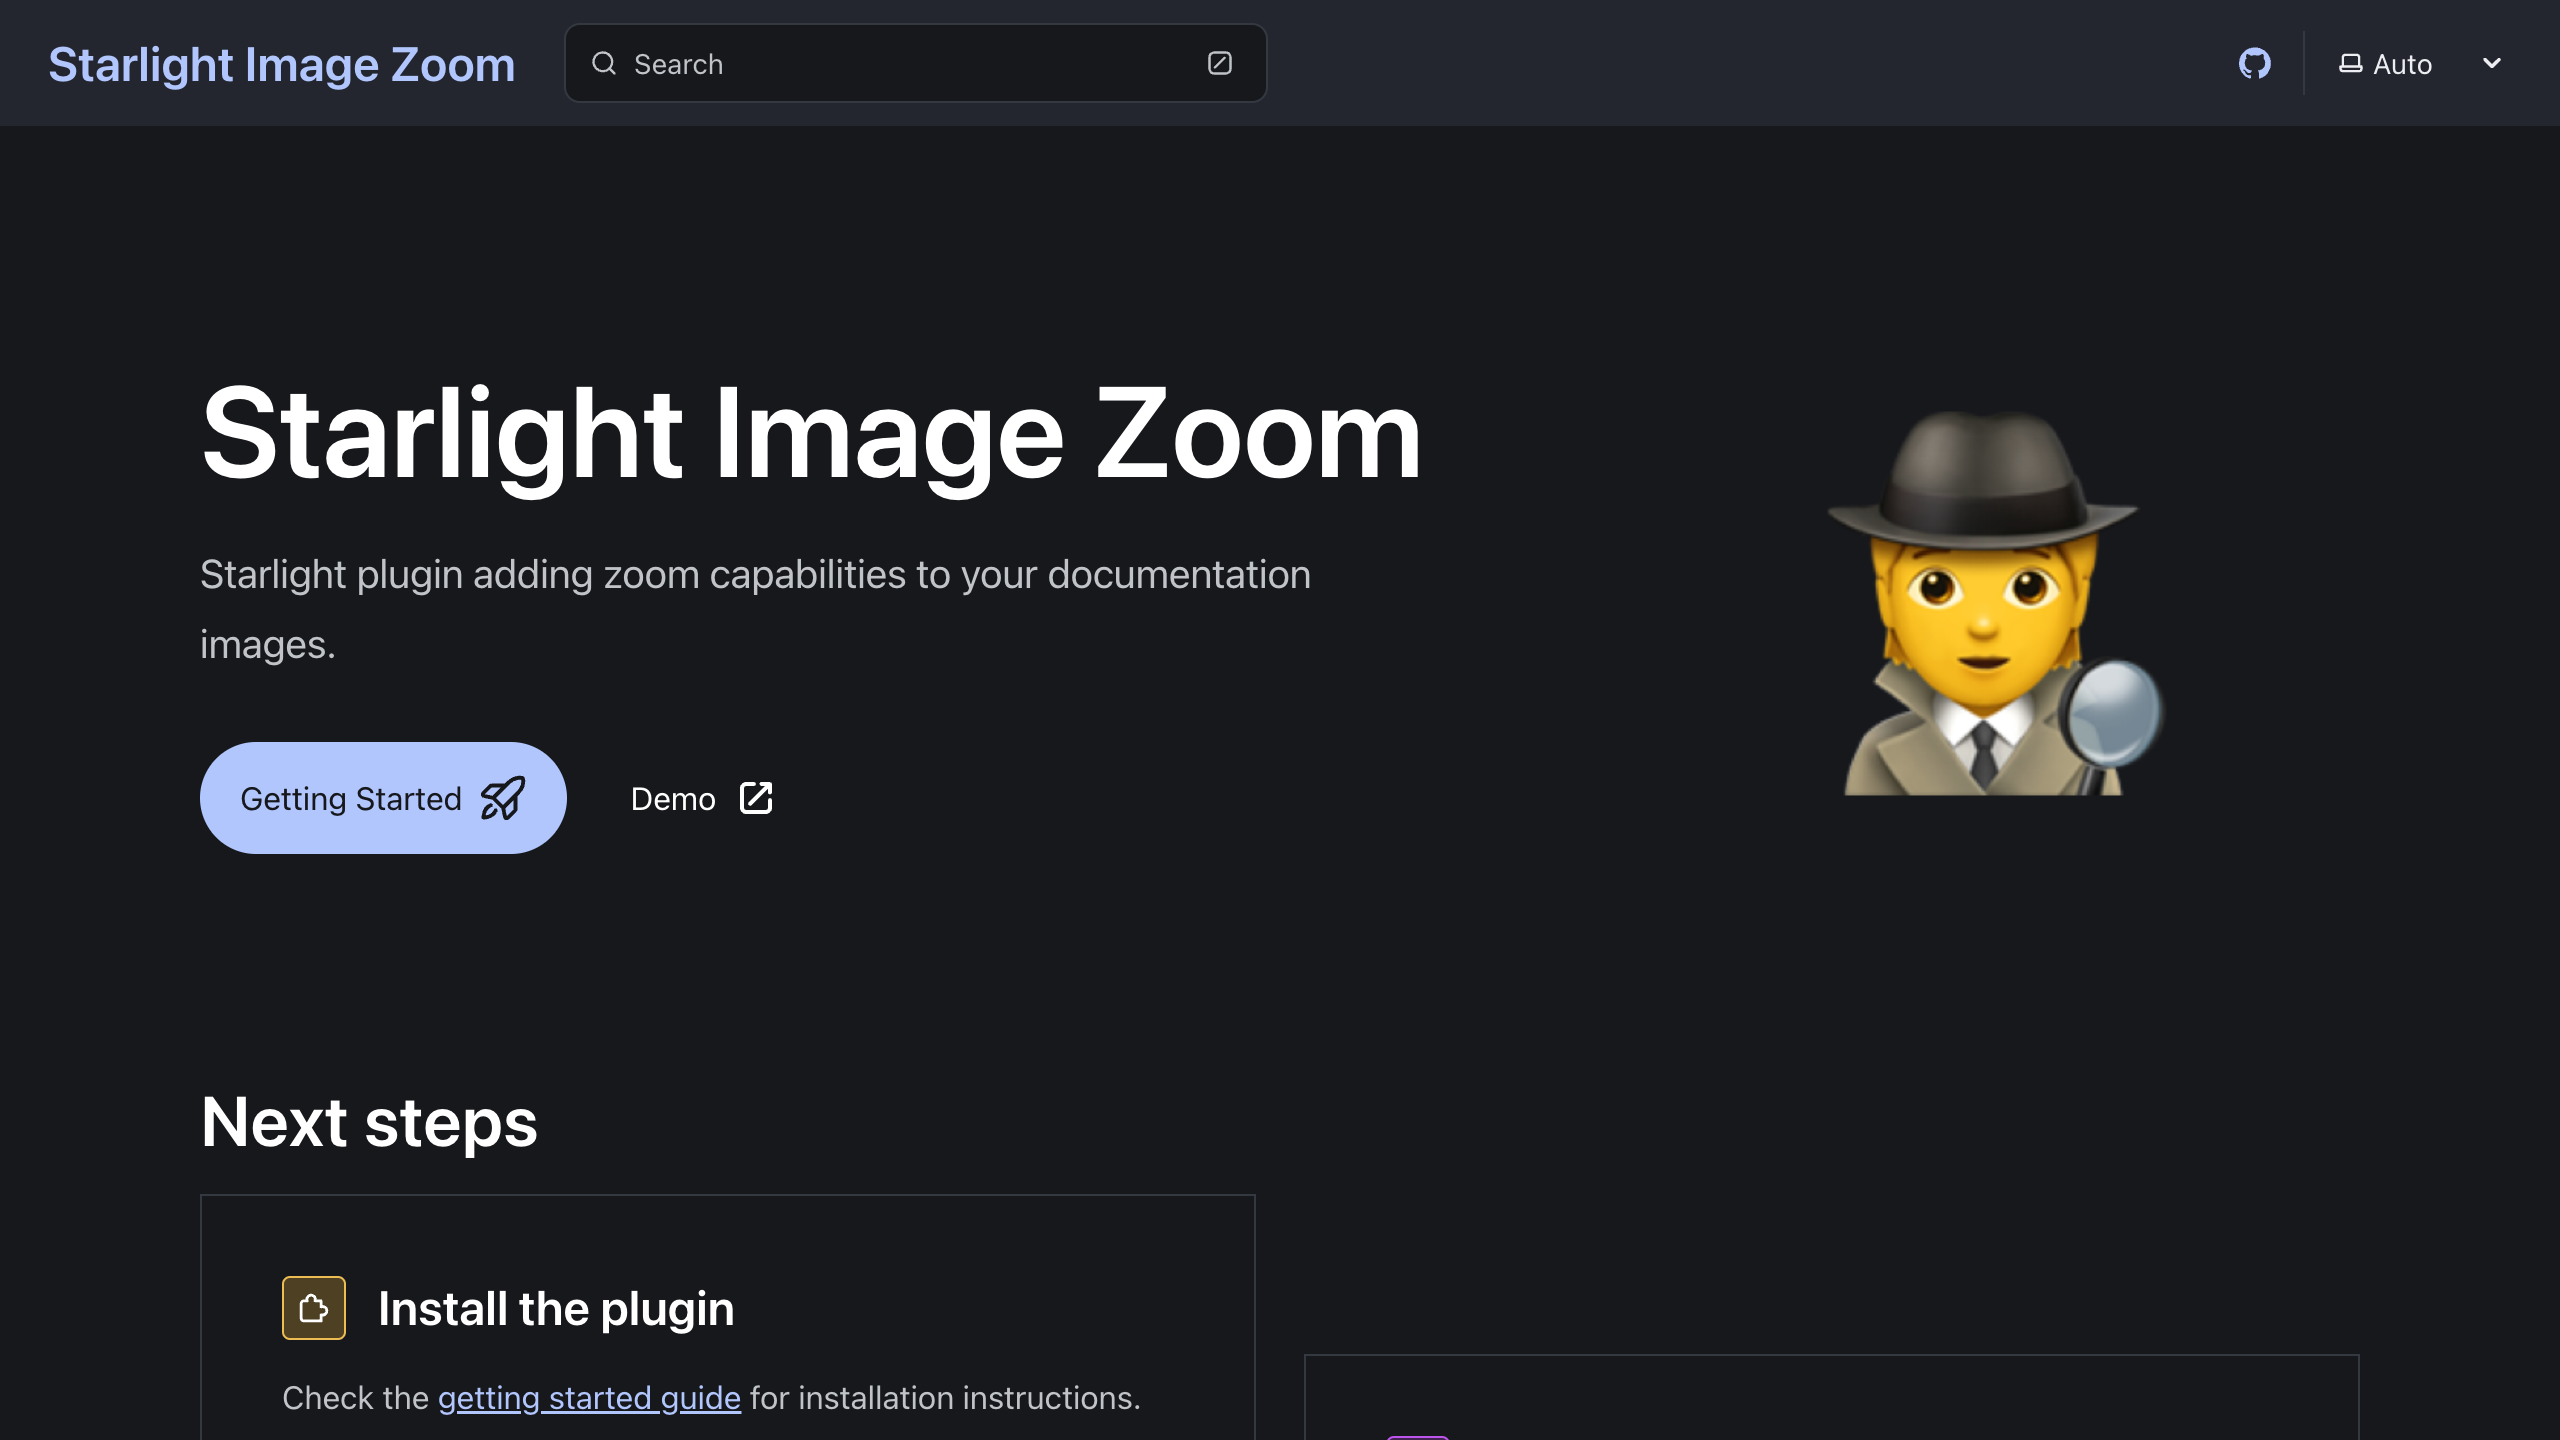 Starlight Image Zoom
Search
Auto
Starlight Image Zoom
Starlight plugin adding zoom capabilities to your documentation
images.
Getting Started
Demo
Next steps
Install the plugin
Check the getting started guide for installation instructions.